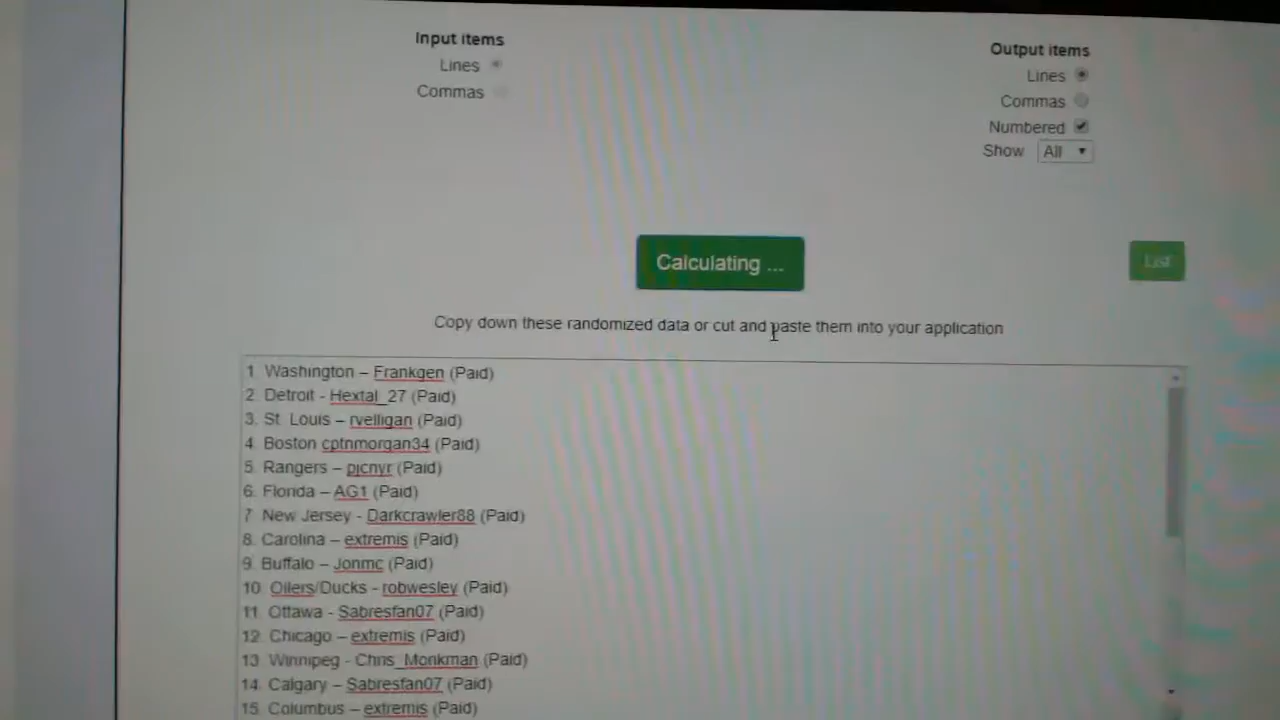 Input items
Lines
Commas
Output items
Lines
Commas
Numbered
Show All
Calculating ...
List
Copy down these randomized data or cut and paste them into your application
1. Washington – Frankgen (Paid)
2. Detroit - Hextal_27 (Paid)
3. St. Louis – rvelligan (Paid)
4. Boston cptnmorgan34 (Paid)
5. Rangers – pjcnyr (Paid)
6. Florida – AG1 (Paid)
7. New Jersey - Darkcrawler88 (Paid)
8. Carolina – extremis (Paid)
9. Buffalo – Jonmc (Paid)
10. Oilers/Ducks - robwesley (Paid)
11. Ottawa - Sabresfan07 (Paid)
12. Chicago – extremis (Paid)
13. Winnipeg - Chris_Monkman (Paid)
14. Calgary – Sabresfan07 (Paid)
15. Columbus – extremis (Paid)